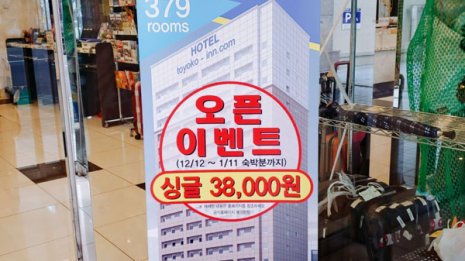 379
rooms
HOTEL
toyoko-inn.com
P
오픈
이벤트
(12/12 ~ 1/11 숙박분까지)
싱글 38,000원